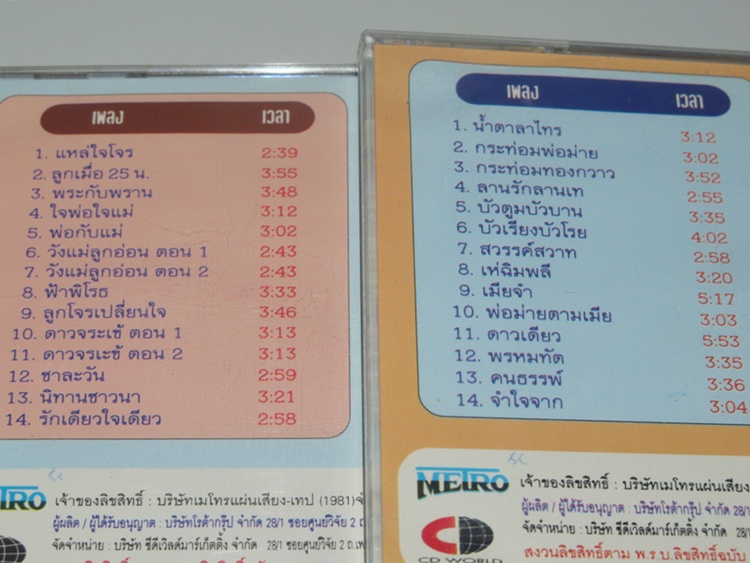 เพลง เวลา
1. แหล่ใจโจร 2:39
2. ลูกเมื่อ 25 น. 3:55
3. พระกับพราน 3:48
4. ใจพ่อใจแม่ 3:12
5. พ่อกับแม่ 3:02
6. วังแม่ลูกอ่อน ตอน 1 2:43
7. วังแม่ลูกอ่อน ตอน 2 2:43
8. ฟ้าพิโรธ 3:33
9. ลูกโจรเปลี่ยนใจ 3:46
10. ดาวจระเข้ ตอน 1 3:13
11. ดาวจระเข้ ตอน 2 3:13
12. ชาละวัน 2:59
13. นิทานชาวนา 3:21
14. รักเดียวใจเดียว 2:58
TRO เจ้าของลิขสิทธิ์ : บริษัทเมโทรแผ่นเสียง-เทป (1981)จํ
ผู้ผลิต / ผู้ได้รับอนุญาต : บริษัทโรต้ากรุ๊ป จำกัด 28/1 ซอยศูนย์วิจัย 2 ถ
จัดจำหน่าย : บริษัท ซีดีเวิลด์มาร์เก็ตติ้ง จำกัด 28/1 ซอยศูนย์วิจัย 2 ถ.เพ
เพลง เวลา
1. น้ำตาลาไทร 3:12
2. กระท่อมพ่อม่าย 3:02
3. กระท่อมทองกวาว 3:52
4. ลานรักลานเท 2:55
5. บัวตูมบัวบาน 3:35
6. บัวเรียงบัวโรย 4:02
7. สวรรค์สวาท 2:58
8. เห่ฉิมพลี 3:20
9. เมียจำ 5:17
10. พ่อม่ายตามเมีย 3:03
11. ดาวเดียว 5:53
12. พรหมทัต 3:35
13. คนธรรพ์ 3:36
14. จำใจจาก 3:04
METRO เจ้าของลิขสิทธิ์ : บริษัทเมโทรแผ่นเสียง
ผู้ผลิต / ผู้ได้รับอนุญาต : บริษัทโรต้ากรุ๊ป จำกัด 28/1
จัดจำหน่าย : บริษัท ซีดีเวิลด์มาร์เก็ตติ้ง จำกัด 28/1
CD WORLD สงวนลิขสิทธิ์ตาม พ.ร.บ.ลิขสิทธิ์ฉบับ